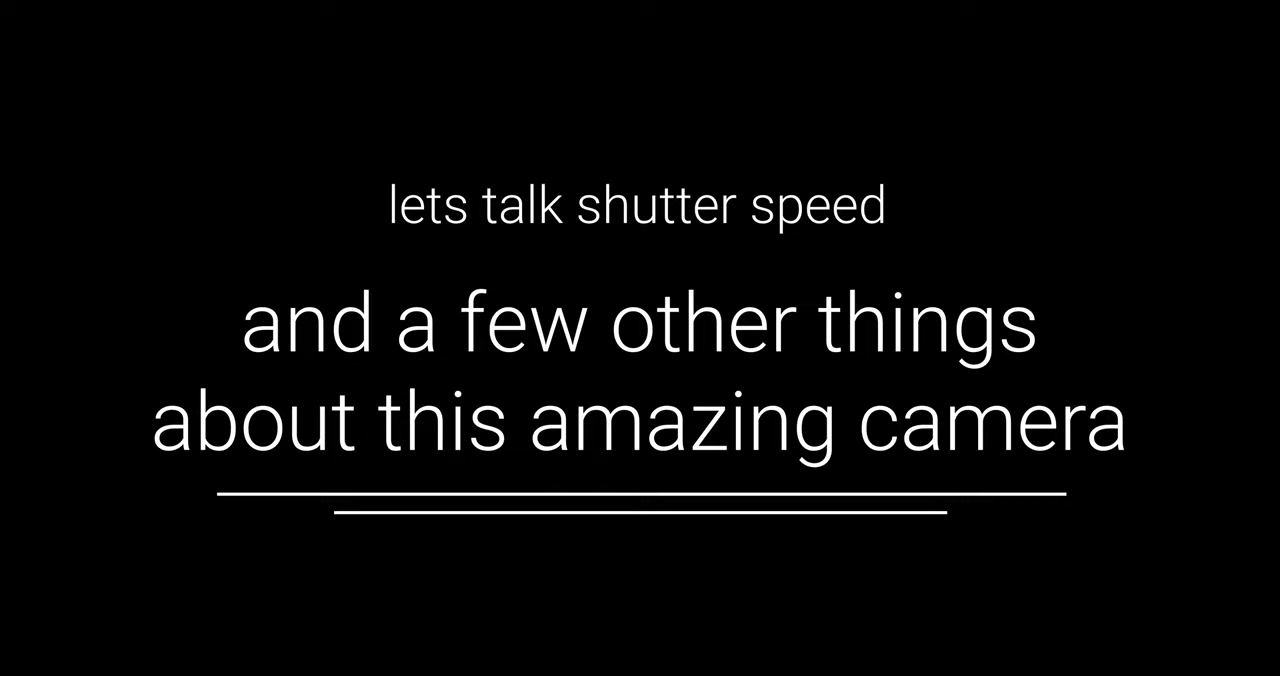 lets talk shutter speed
and a few other things
about this amazing camera